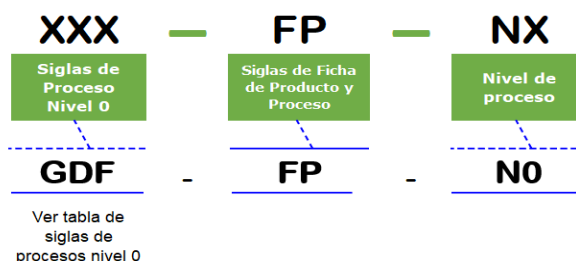 XXX — FP — NX
Siglas de
Proceso
Nivel 0
Siglas de Ficha
de Producto y
Proceso
Nivel de
proceso
GDF - FP - N0
Ver tabla de
siglas de
procesos nivel 0